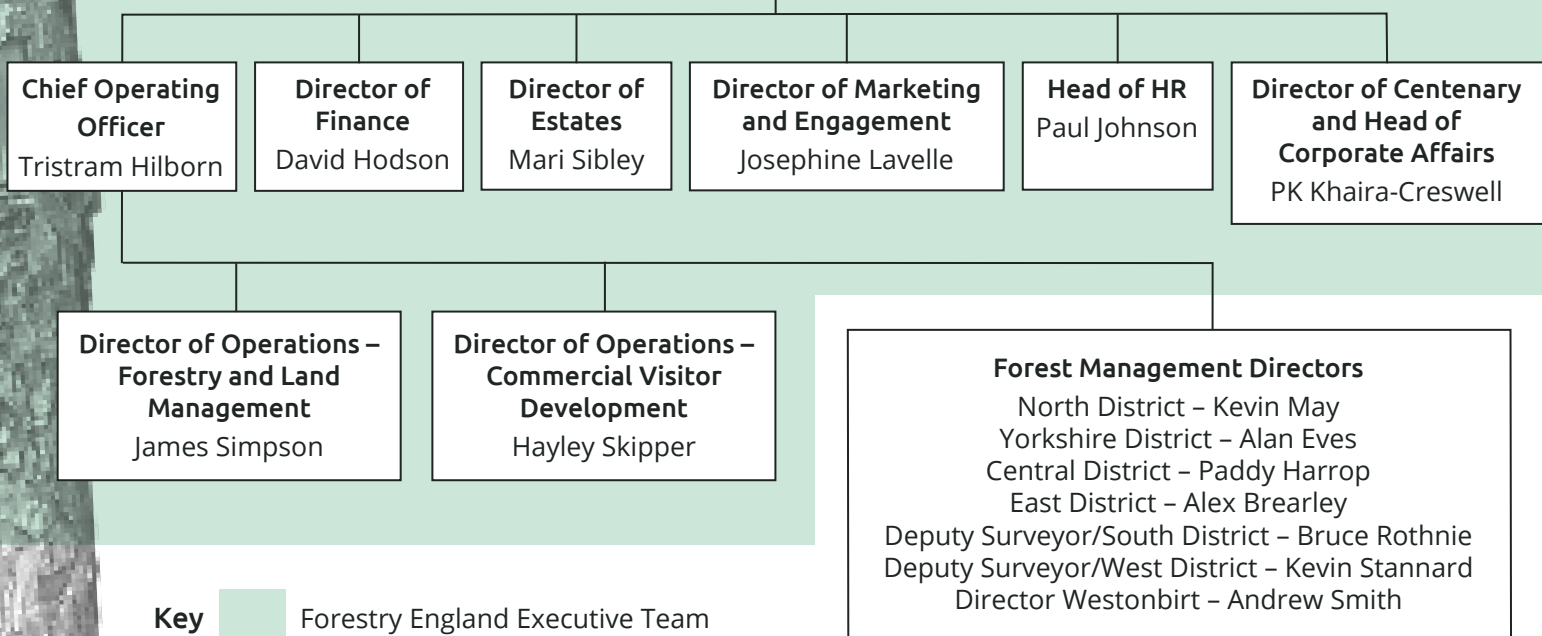 Chief Operating
Officer
Tristram Hilborn
Director of
Finance
David Hodson
Director of
Estates
Mari Sibley
Director of Marketing
and Engagement
Josephine Lavelle
Head of HR
Paul Johnson
Director of Centenary
and Head of
Corporate Affairs
PK Khaira-Creswell
Director of Operations –
Forestry and Land
Management
James Simpson
Director of Operations –
Commercial Visitor
Development
Hayley Skipper
Forest Management Directors
North District – Kevin May
Yorkshire District – Alan Eves
Central District – Paddy Harrop
East District – Alex Brearley
Deputy Surveyor/South District – Bruce Rothnie
Deputy Surveyor/West District – Kevin Stannard
Director Westonbirt – Andrew Smith
Key
Forestry England Executive Team